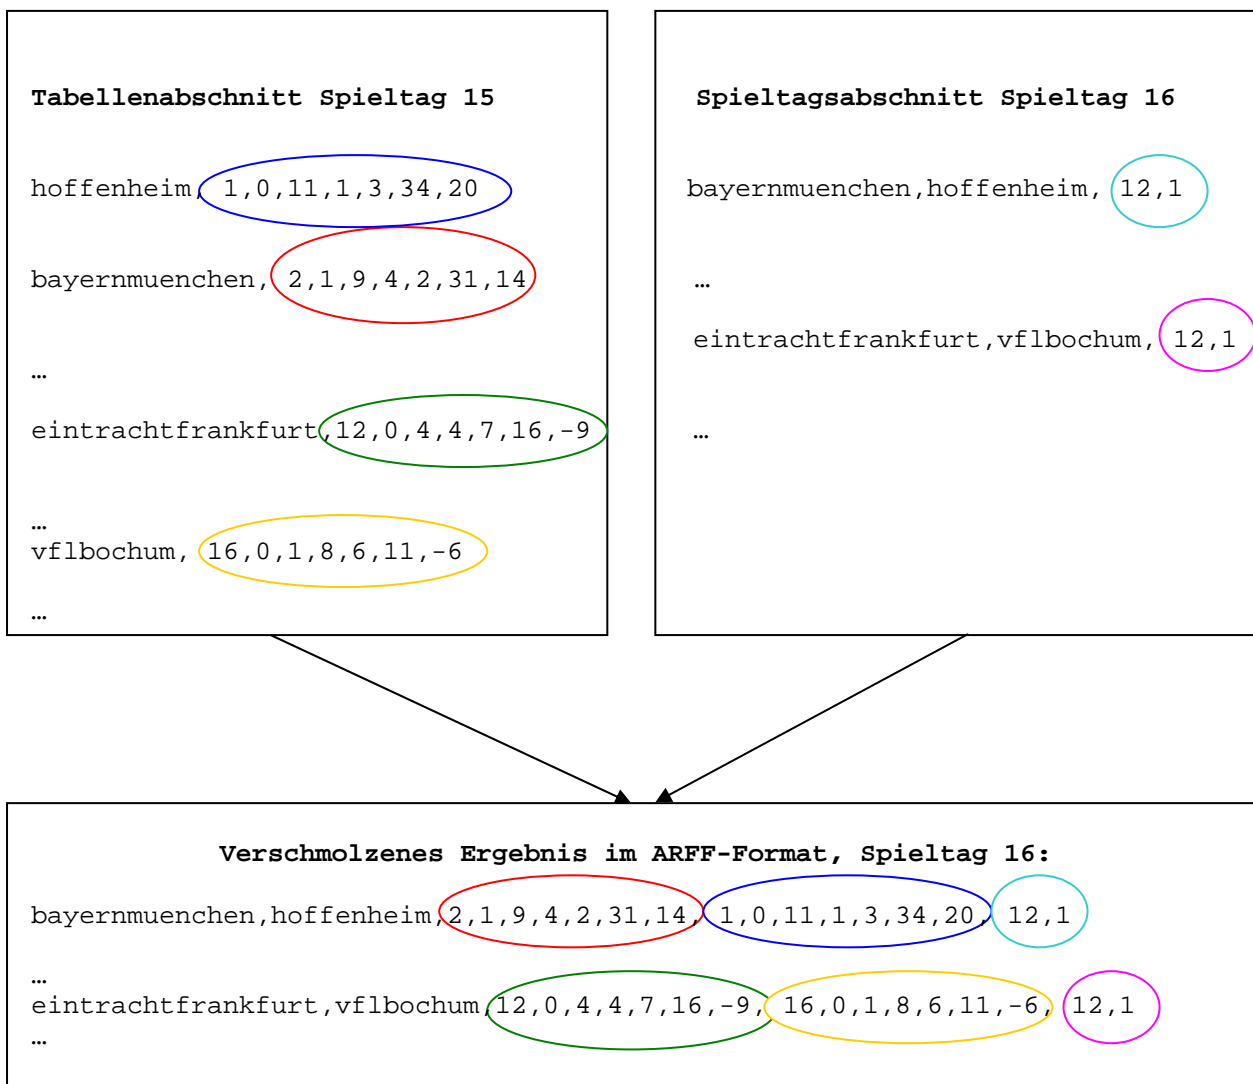 Tabellenabschnitt Spieltag 15
hoffenheim, 1,0,11,1,3,34,20
bayernmuenchen, 2,1,9,4,2,31,14
…
eintrachtfrankfurt,12,0,4,4,7,16,-9
…
vflbochum, 16,0,1,8,6,11,-6
…
Spieltagsabschnitt Spieltag 16
bayernmuenchen,hoffenheim, 12,1
…
eintrachtfrankfurt,vflbochum, 12,1
…
Verschmolzenes Ergebnis im ARFF-Format, Spieltag 16:
bayernmuenchen,hoffenheim,2,1,9,4,2,31,14, 1,0,11,1,3,34,20, 12,1
…
eintrachtfrankfurt,vflbochum,12,0,4,4,7,16,-9, 16,0,1,8,6,11,-6, 12,1
…